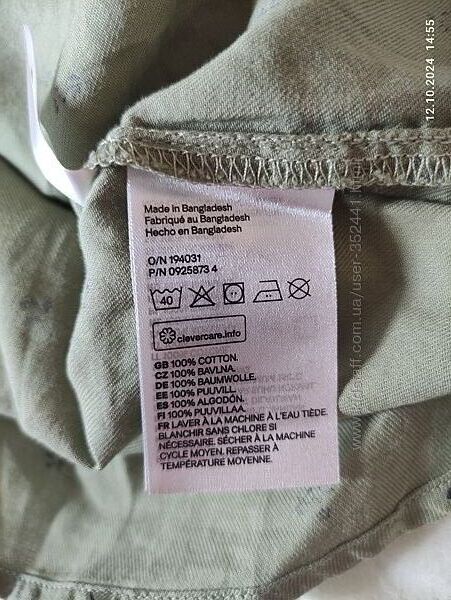 12.10.2024 14:55
Made in Bangladesh
Fabriqué au Bangladesh
Hecho en Bangladesh
O/N 194031
P/N 0925873 4
40
clevercare.info
GB 100% COTTON.
CZ 100% BAVLNA.
DE 100% BAUMWOLLE.
EE 100% PUUVILL.
ES 100% ALGODÓN.
FI 100% PUUVILLAA.
FR LAVER À LA MACHINE À L'EAU TIÈDE.
BLANCHIR SANS CHLORE SI
NÉCESSAIRE. SÉCHER À LA MACHINE
CYCLE MOYEN. REPASSER À
TEMPÉRATURE MOYENNE.